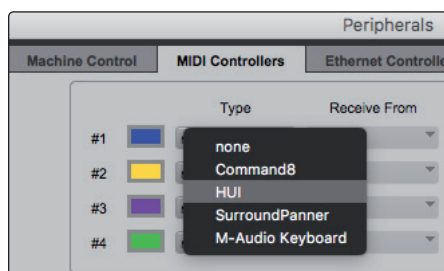 Peripherals
Machine Control MIDI Controllers Ethernet Controlle
Type Receive From
#1
none
Command8
#2
HUI
#3
SurroundPanner
#4
M-Audio Keyboard